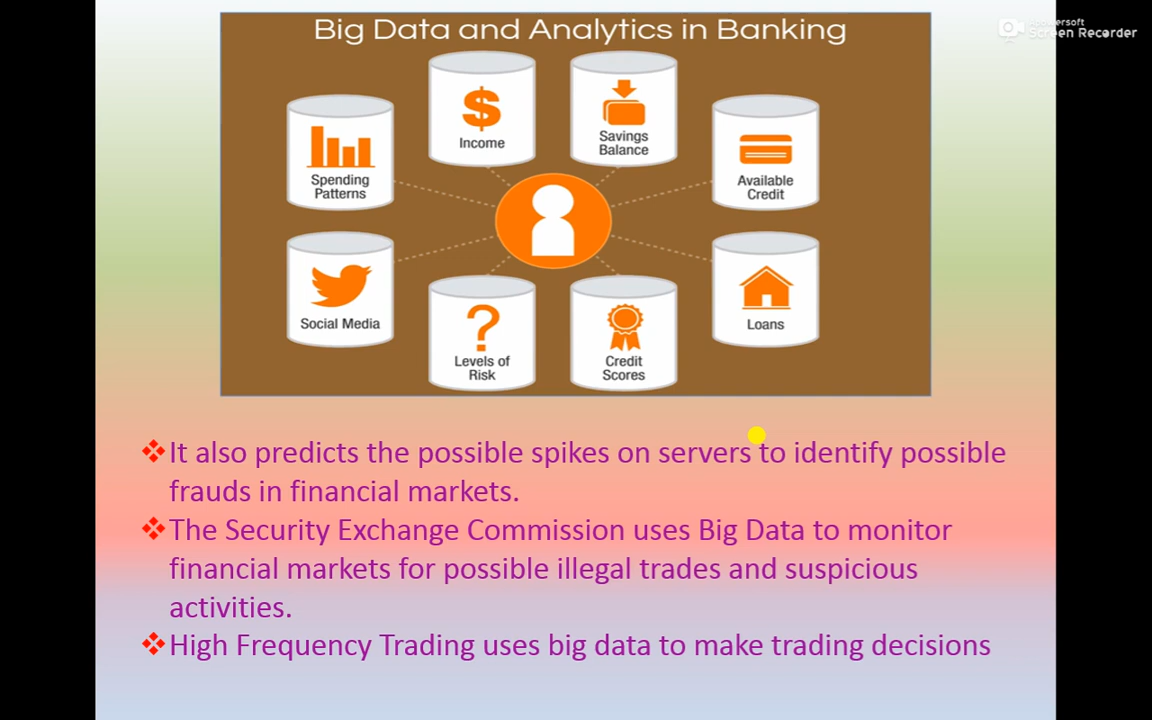 Big Data and Analytics in Banking
Apowersoft
Screen Recorder
Income
Savings
Balance
Spending
Patterns
Available
Credit
Social Media
Levels of
Risk
Credit
Scores
Loans
It also predicts the possible spikes on servers to identify possible
frauds in financial markets.
The Security Exchange Commission uses Big Data to monitor
financial markets for possible illegal trades and suspicious
activities.
High Frequency Trading uses big data to make trading decisions